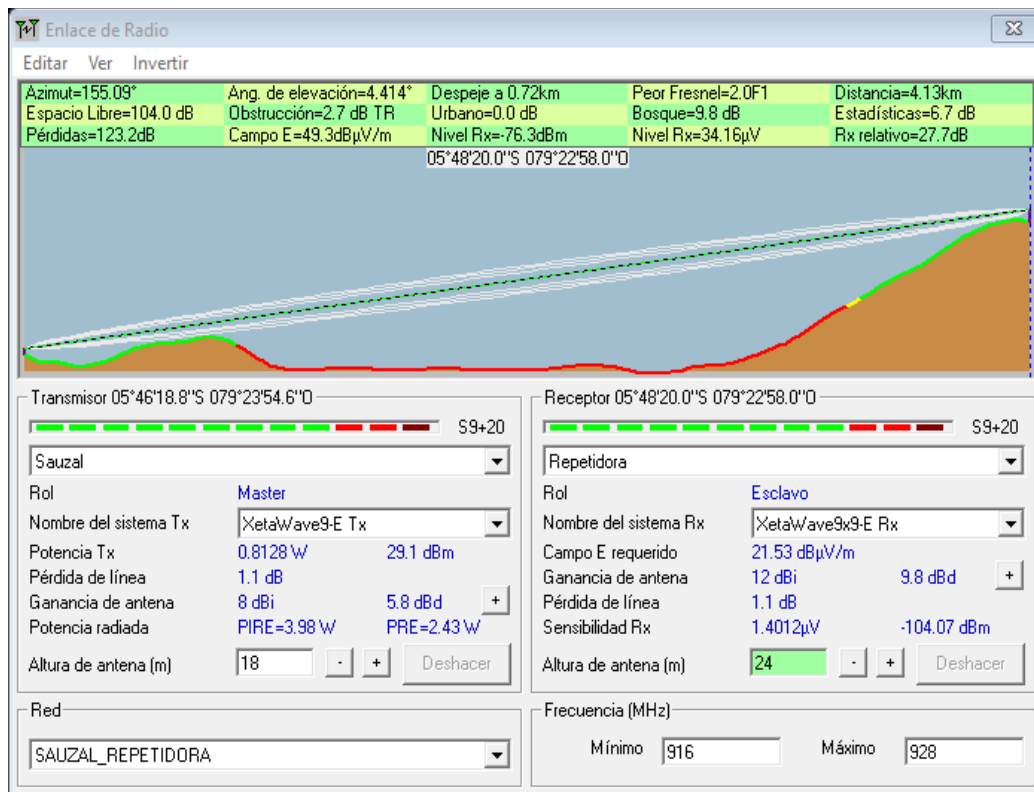 Enlace de Radio
Editar Ver Invertir
Azimut=155.09° Ang. de elevación=4.414° Despeje a 0.72km Peor Fresnel=2.0F1 Distancia=4.13km
Espacio Libre=104.0 dB Obstrucción=2.7 dB TR Urbano=0.0 dB Bosque=9.8 dB Estadísticas=6.7 dB
Pérdidas=123.2dB Campo E=49.3dBµV/m Nivel Rx=-76.3dBm Nivel Rx=34.16µV Rx relativo=27.7dB
05°48'20.0"S 079°22'58.0"O
Transmisor 05°46'18.8"S 079°23'54.6"O
S9+20
Sauzal
Rol Master
Nombre del sistema Tx XetaWave9-E Tx
Potencia Tx 0.8128 W 29.1 dBm
Pérdida de línea 1.1 dB
Ganancia de antena 8 dBi 5.8 dBd +
Potencia radiada PIRE=3.98 W PRE=2.43 W
Altura de antena (m) 18 - + Deshacer
Red
SAUZAL_REPETIDORA
Receptor 05°48'20.0"S 079°22'58.0"O
S9+20
Repetidora
Rol Esclavo
Nombre del sistema Rx XetaWave9x9-E Rx
Campo E requerido 21.53 dBµV/m
Ganancia de antena 12 dBi 9.8 dBd +
Pérdida de línea 1.1 dB
Sensibilidad Rx 1.4012µV -104.07 dBm
Altura de antena (m) 24 - + Deshacer
Frecuencia (MHz)
Mínimo 916 Máximo 928